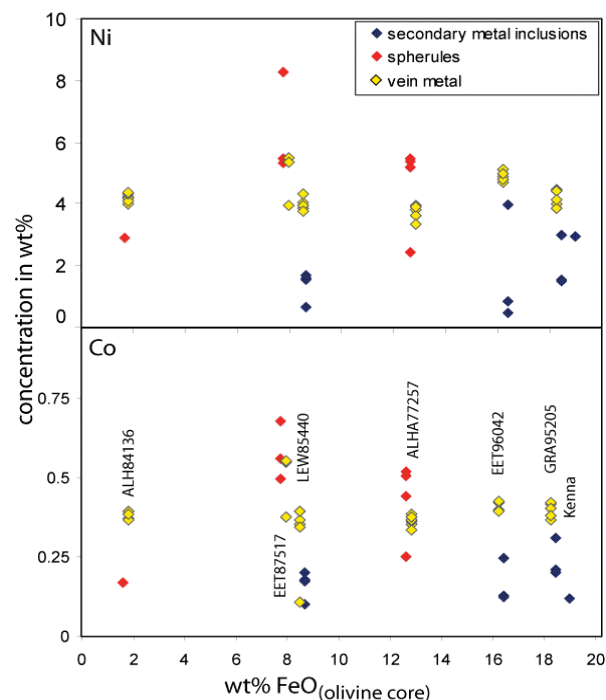 10
8
6
4
2
0
Ni
secondary metal inclusions
spherules
vein metal
concentration in wt%
Co
0.75
0.5
0.25
0
ALH84136
EET87517
LEW85440
ALHA77257
EET96042
GRA95205
Kenna
0 2 4 6 8 10 12 14 16 18 20
wt% FeO(olivine core)